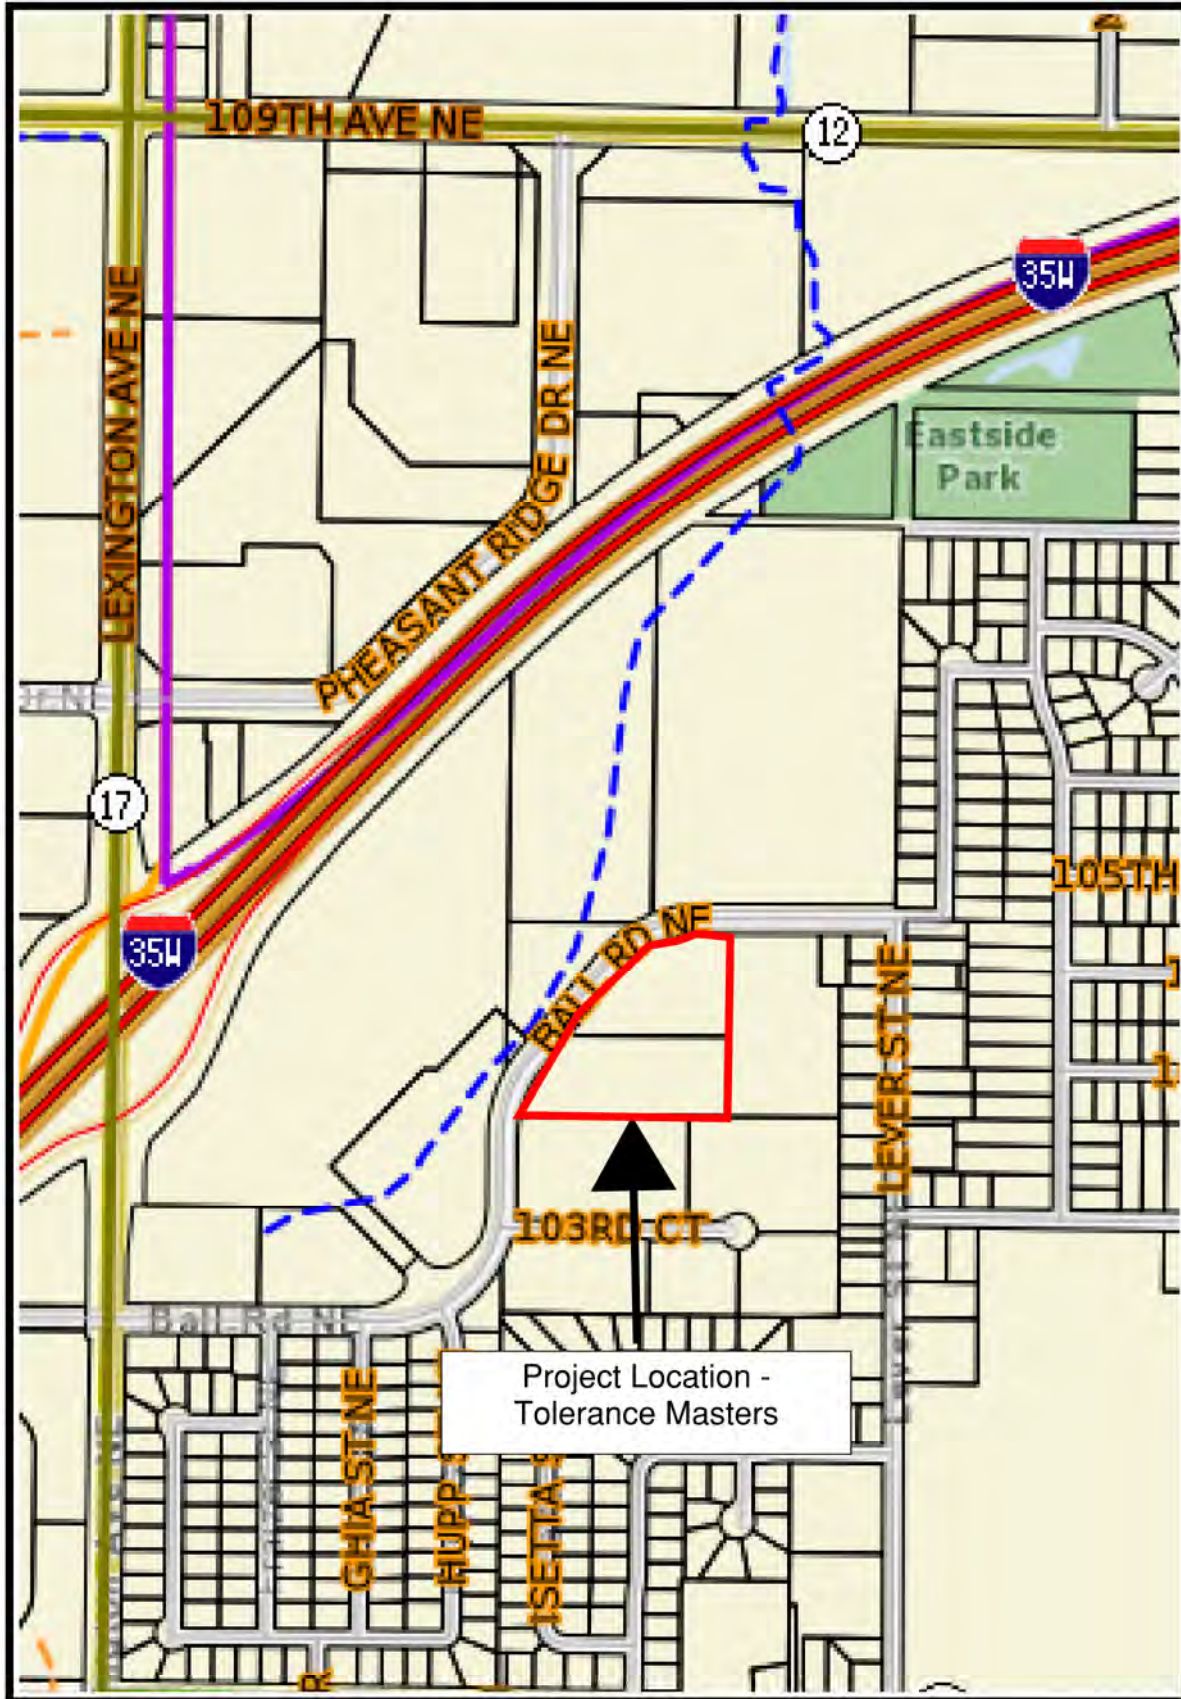 109TH AVE NE
12
35W
LEXINGTON AVE NE
PHEASANT RIDGE DR NE
Eastside
Park
17
35W
105TH
BALL RD NE
LEVER ST NE
103RD CT
Ball Rd NE
Project Location -
Tolerance Masters
GHIA ST NE
HUPP
ISETTA